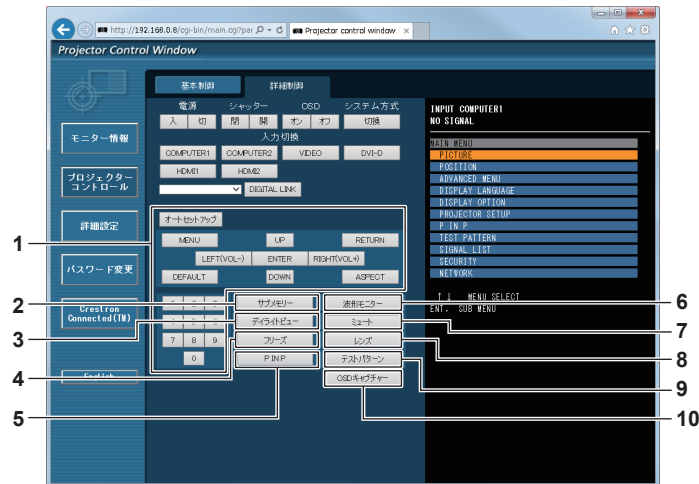 http://192.168.0.8/cgi-bin/main.cgi?par
Projector control window
Projector Control Window
基本制御
詳細制御
電源
シャッター
OSD
システム方式
入
切
閉
開
オン
オフ
切換
入力切換
COMPUTER1
COMPUTER2
VIDEO
DVI-D
HDMI1
HDMI2
DIGITAL LINK
モニター情報
プロジェクター
コントロール
詳細設定
パスワード変更
Crestron
Connected(TM)
English
オートセットアップ
MENU
UP
RETURN
LEFT(VOL-)
ENTER
RIGHT(VOL+)
DEFAULT
DOWN
ASPECT
7
8
9
0
サブメモリー
デイライトビュー
フリーズ
P IN P
波形モニター
ミュート
レンズ
テストパターン
OSDキャプチャー
INPUT COMPUTER1
NO SIGNAL
MAIN MENU
PICTURE
POSITION
ADVANCED MENU
DISPLAY LANGUAGE
DISPLAY OPTION
PROJECTOR SETUP
P IN P
TEST PATTERN
SIGNAL LIST
SECURITY
NETWORK
↑↓ MENU SELECT
ENT. SUB MENU
1
2
3
4
5
6
7
8
9
10